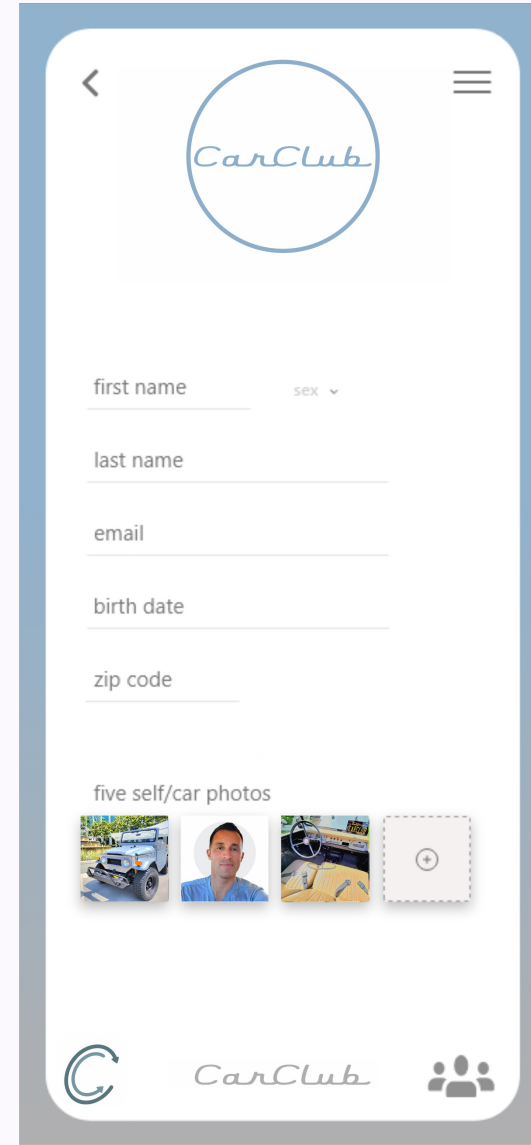 CarClub
first name
sex
last name
email
birth date
zip code
five self/car photos
CarClub